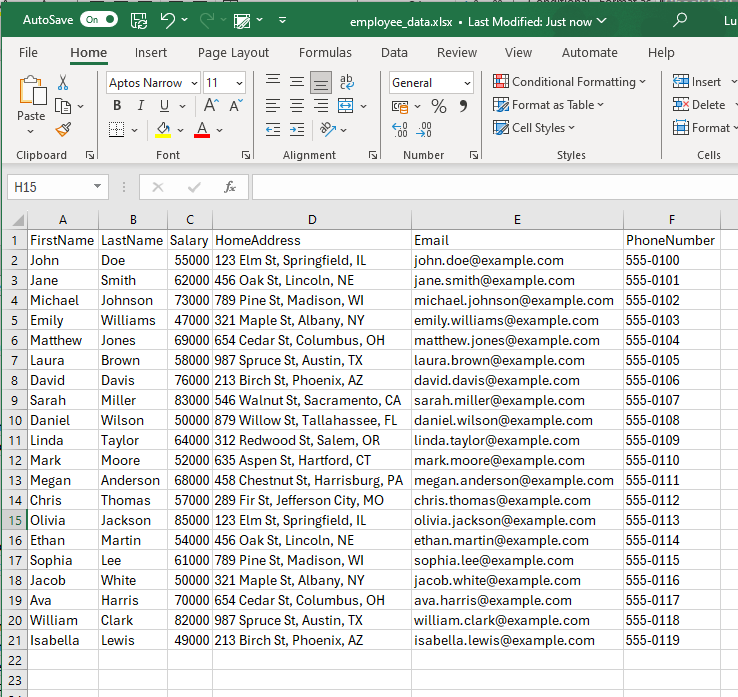 AutoSave On employee_data.xlsx • Last Modified: Just now Lu
File Home Insert Page Layout Formulas Data Review View Automate Help
Paste Aptos Narrow 11 General Conditional Formatting Insert
B I U A A ab % Format as Table Delete
A Cell Styles Format
Clipboard Font Alignment Number Styles Cells
H15 fx
A B C D E F
1 FirstName LastName Salary HomeAddress Email PhoneNumber
2 John Doe 55000 123 Elm St, Springfield, IL john.doe@example.com 555-0100
3 Jane Smith 62000 456 Oak St, Lincoln, NE jane.smith@example.com 555-0101
4 Michael Johnson 73000 789 Pine St, Madison, WI michael.johnson@example.com 555-0102
5 Emily Williams 47000 321 Maple St, Albany, NY emily.williams@example.com 555-0103
6 Matthew Jones 69000 654 Cedar St, Columbus, OH matthew.jones@example.com 555-0104
7 Laura Brown 58000 987 Spruce St, Austin, TX laura.brown@example.com 555-0105
8 David Davis 76000 213 Birch St, Phoenix, AZ david.davis@example.com 555-0106
9 Sarah Miller 83000 546 Walnut St, Sacramento, CA sarah.miller@example.com 555-0107
10 Daniel Wilson 50000 879 Willow St, Tallahassee, FL daniel.wilson@example.com 555-0108
11 Linda Taylor 64000 312 Redwood St, Salem, OR linda.taylor@example.com 555-0109
12 Mark Moore 52000 635 Aspen St, Hartford, CT mark.moore@example.com 555-0110
13 Megan Anderson 68000 458 Chestnut St, Harrisburg, PA megan.anderson@example.com 555-0111
14 Chris Thomas 57000 289 Fir St, Jefferson City, MO chris.thomas@example.com 555-0112
15 Olivia Jackson 85000 123 Elm St, Springfield, IL olivia.jackson@example.com 555-0113
16 Ethan Martin 54000 456 Oak St, Lincoln, NE ethan.martin@example.com 555-0114
17 Sophia Lee 61000 789 Pine St, Madison, WI sophia.lee@example.com 555-0115
18 Jacob White 50000 321 Maple St, Albany, NY jacob.white@example.com 555-0116
19 Ava Harris 70000 654 Cedar St, Columbus, OH ava.harris@example.com 555-0117
20 William Clark 82000 987 Spruce St, Austin, TX william.clark@example.com 555-0118
21 Isabella Lewis 49000 213 Birch St, Phoenix, AZ isabella.lewis@example.com 555-0119
22
23